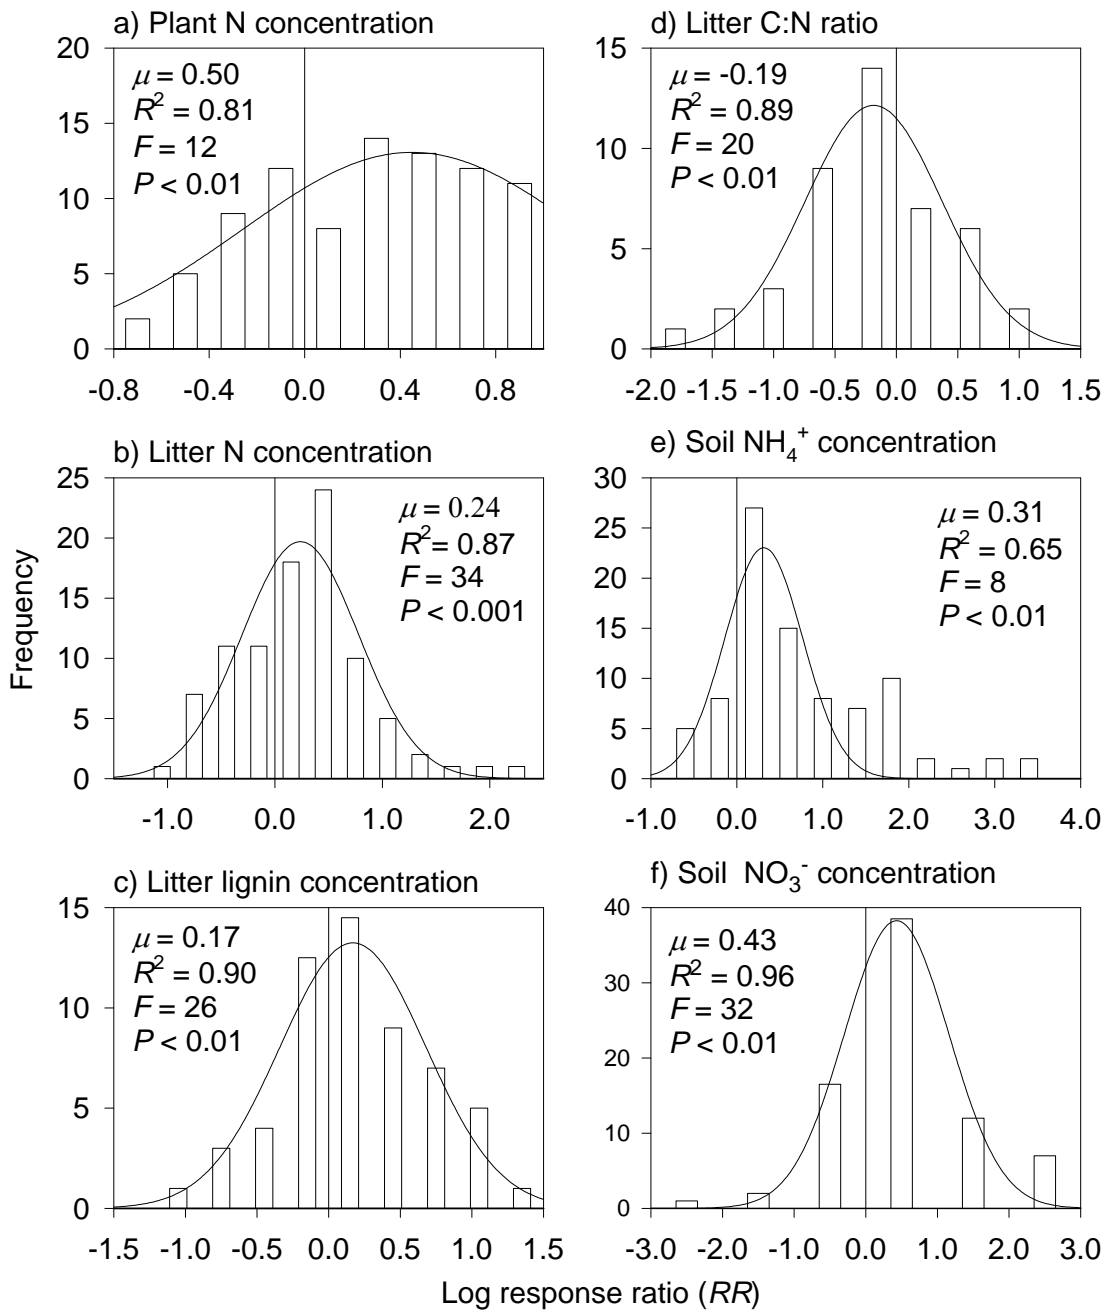 a) Plant N concentration
μ = 0.50
R² = 0.81
F = 12
P < 0.01
20
15
10
5
0
-0.8 -0.4 0.0 0.4 0.8
b) Litter N concentration
μ = 0.24
R²= 0.87
F = 34
P < 0.001
25
20
15
10
5
0
-1.0 0.0 1.0 2.0
c) Litter lignin concentration
μ = 0.17
R² = 0.90
F = 26
P < 0.01
15
10
5
0
-1.5 -1.0 -0.5 0.0 0.5 1.0 1.5
d) Litter C:N ratio
μ = -0.19
R² = 0.89
F = 20
P < 0.01
15
10
5
0
-2.0 -1.5 -1.0 -0.5 0.0 0.5 1.0 1.5
e) Soil NH₄⁺ concentration
μ = 0.31
R² = 0.65
F = 8
P < 0.01
30
25
20
15
10
5
0
-1.0 0.0 1.0 2.0 3.0 4.0
f) Soil NO₃⁻ concentration
μ = 0.43
R² = 0.96
F = 32
P < 0.01
40
30
20
10
0
-3.0 -2.0 -1.0 0.0 1.0 2.0 3.0
Frequency
Log response ratio (RR)